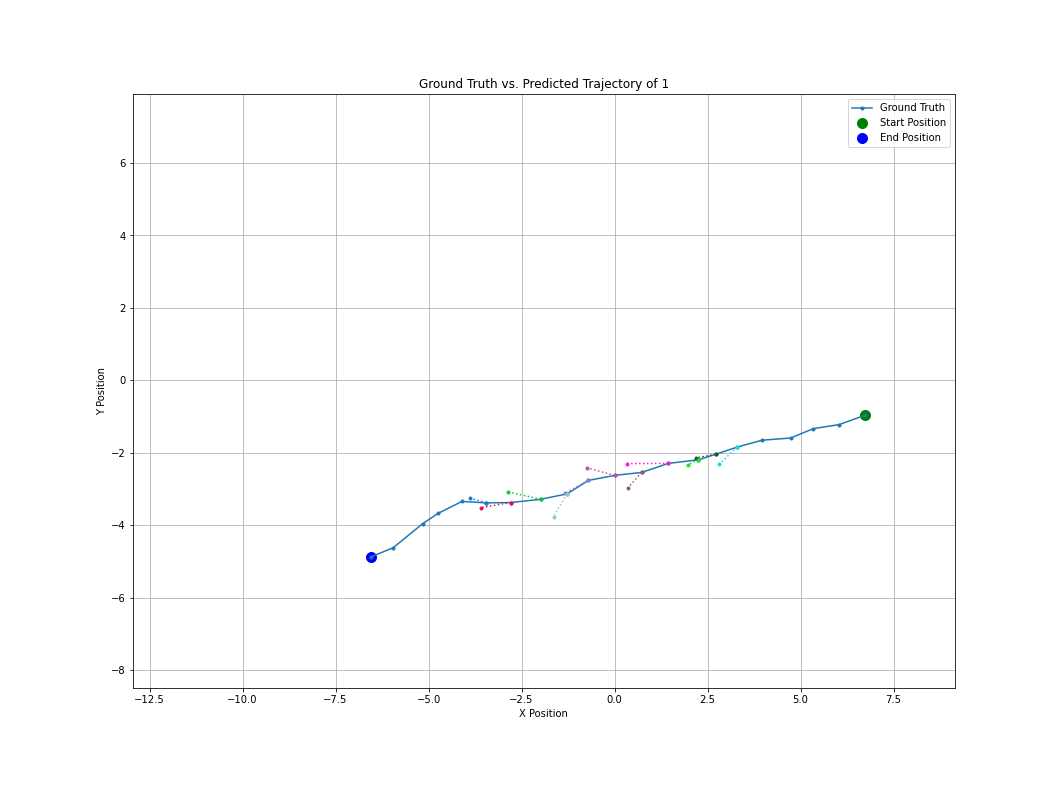 Ground Truth vs. Predicted Trajectory of 1
Ground Truth
Start Position
End Position
6
4
2
0
−2
−4
−6
−8
Y Position
−12.5 −10.0 −7.5 −5.0 −2.5 0.0 2.5 5.0 7.5
X Position